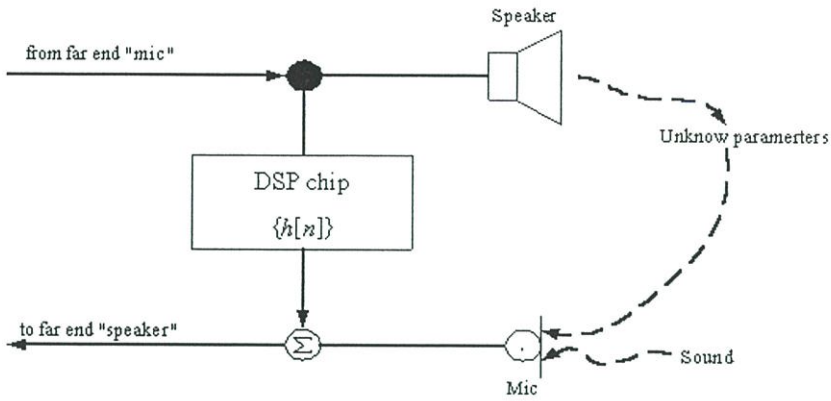 Speaker
from far end "mic"
Unknow paramerters
DSP chip
{h[n]}
to far end "speaker"
Σ
Sound
Mic